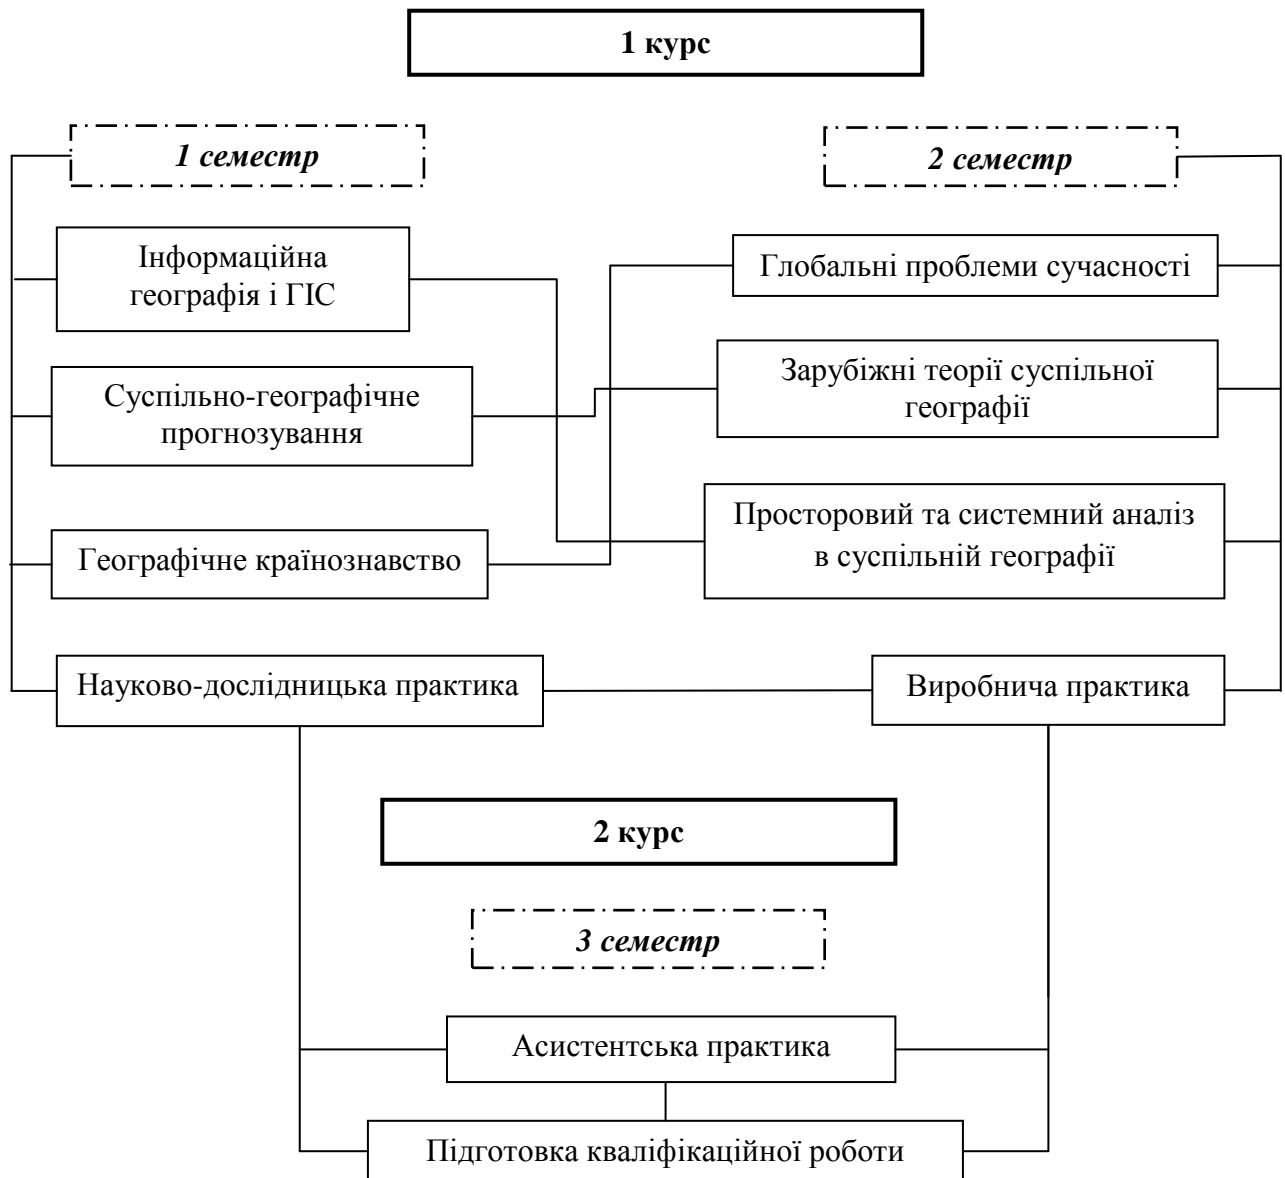 1 курс
1 семестр
2 семестр
Інформаційна
географія і ГІС
Глобальні проблеми сучасності
Суспільно-географічне
прогнозування
Зарубіжні теорії суспільної
географії
Географічне країнознавство
Просторовий та системний аналіз
в суспільній географії
Науково-дослідницька практика
Виробнича практика
2 курс
3 семестр
Асистентська практика
Підготовка кваліфікаційної роботи